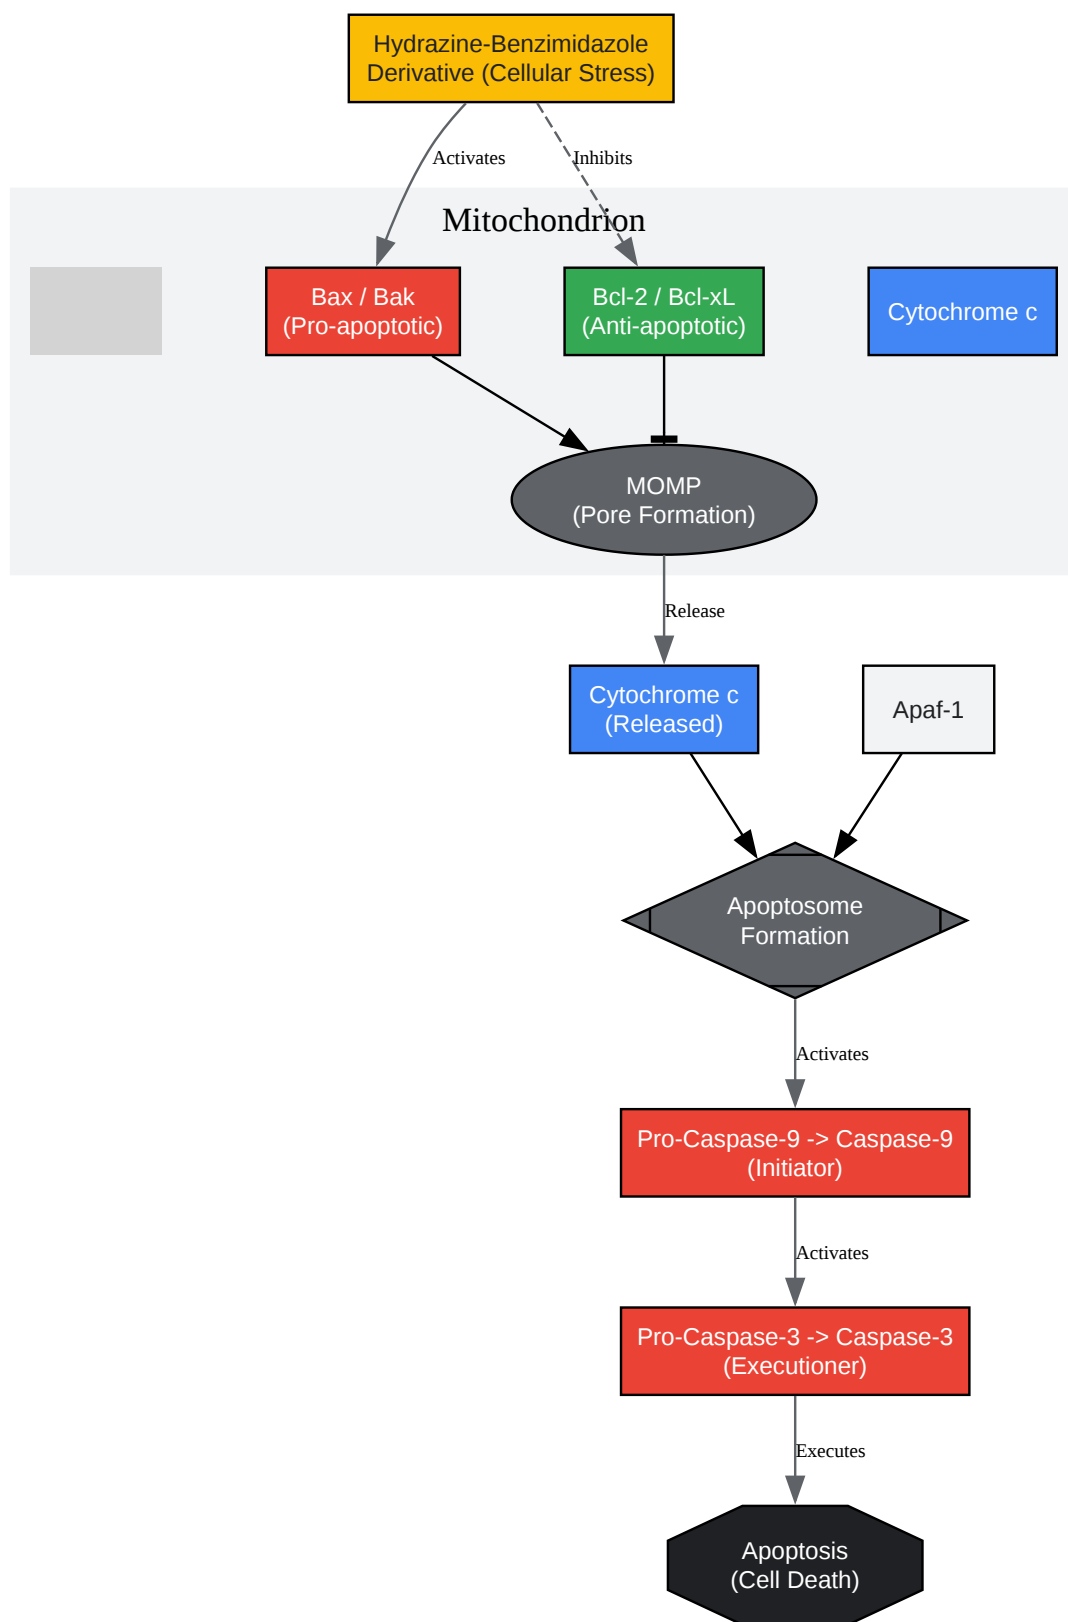 Hydrazine-Benzimidazole
Derivative (Cellular Stress)
Activates
Inhibits
Mitochondrion
Bax / Bak
(Pro-apoptotic)
Bcl-2 / Bcl-xL
(Anti-apoptotic)
Cytochrome c
MOMP
(Pore Formation)
Release
Cytochrome c
(Released)
Apaf-1
Apoptosome
Formation
Activates
Pro-Caspase-9 -> Caspase-9
(Initiator)
Activates
Pro-Caspase-3 -> Caspase-3
(Executioner)
Executes
Apoptosis
(Cell Death)